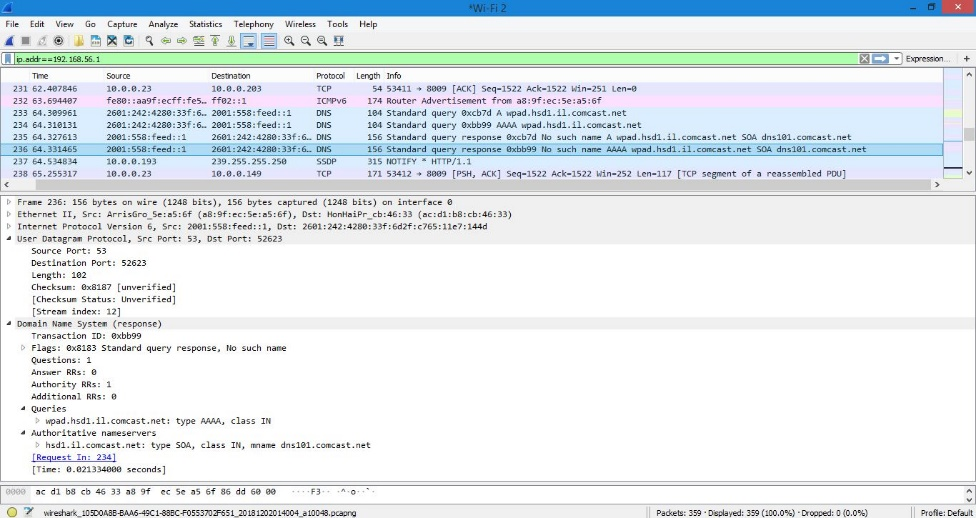 *Wi-Fi 2
File Edit View Go Capture Analyze Statistics Telephony Wireless Tools Help
ip.addr==192.168.56.1 Expression... +
Time Source Destination Protocol Length Info
231 62.407846 10.0.0.23 10.0.0.203 TCP 54 53411 → 8009 [ACK] Seq=1522 Ack=1522 Win=251 Len=0
232 63.694407 fe80::aa9f:ecff:fe5… ff02::1 ICMPv6 174 Router Advertisement from a8:9f:ec:5e:a5:6f
233 64.309961 2601:242:4280:33f:6… 2001:558:feed::1 DNS 104 Standard query 0xcb7d A wpad.hsd1.il.comcast.net
234 64.310131 2601:242:4280:33f:6… 2001:558:feed::1 DNS 104 Standard query 0xbb99 AAAA wpad.hsd1.il.comcast.net
235 64.327613 2001:558:feed::1 2601:242:4280:33f:6… DNS 156 Standard query response 0xcb7d No such name A wpad.hsd1.il.comcast.net SOA dns101.comcast.net
236 64.331465 2001:558:feed::1 2601:242:4280:33f:6… DNS 156 Standard query response 0xbb99 No such name AAAA wpad.hsd1.il.comcast.net SOA dns101.comcast.net
237 64.534834 10.0.0.193 239.255.255.250 SSDP 315 NOTIFY * HTTP/1.1
238 65.255317 10.0.0.23 10.0.0.149 TCP 171 53412 → 8009 [PSH, ACK] Seq=1522 Ack=1522 Win=252 Len=117 [TCP segment of a reassembled PDU]
Frame 236: 156 bytes on wire (1248 bits), 156 bytes captured (1248 bits) on interface 0
Ethernet II, Src: ArrisGro_5e:a5:6f (a8:9f:ec:5e:a5:6f), Dst: HonHaiPr_cb:46:33 (ac:d1:b8:cb:46:33)
Internet Protocol Version 6, Src: 2001:558:feed::1, Dst: 2601:242:4280:33f:6d2f:c765:11e7:144d
User Datagram Protocol, Src Port: 53, Dst Port: 52623
Source Port: 53
Destination Port: 52623
Length: 102
Checksum: 0x8187 [unverified]
[Checksum Status: Unverified]
[Stream index: 12]
Domain Name System (response)
Transaction ID: 0xbb99
Flags: 0x8183 Standard query response, No such name
Questions: 1
Answer RRs: 0
Authority RRs: 1
Additional RRs: 0
Queries
wpad.hsd1.il.comcast.net: type AAAA, class IN
Authoritative nameservers
hsd1.il.comcast.net: type SOA, class IN, mname dns101.comcast.net
[Request In: 234]
[Time: 0.021334000 seconds]
0000 ac d1 b8 cb 46 33 a8 9f ec 5e a5 6f 86 dd 60 00 ····F3·· ·^·o··`·
wireshark_105D0A8B-BAA6-49C1-88BC-F0553702F651_20181202014004_a10048.pcapng Packets: 359 · Displayed: 359 (100.0%) · Dropped: 0 (0.0%) Profile: Default